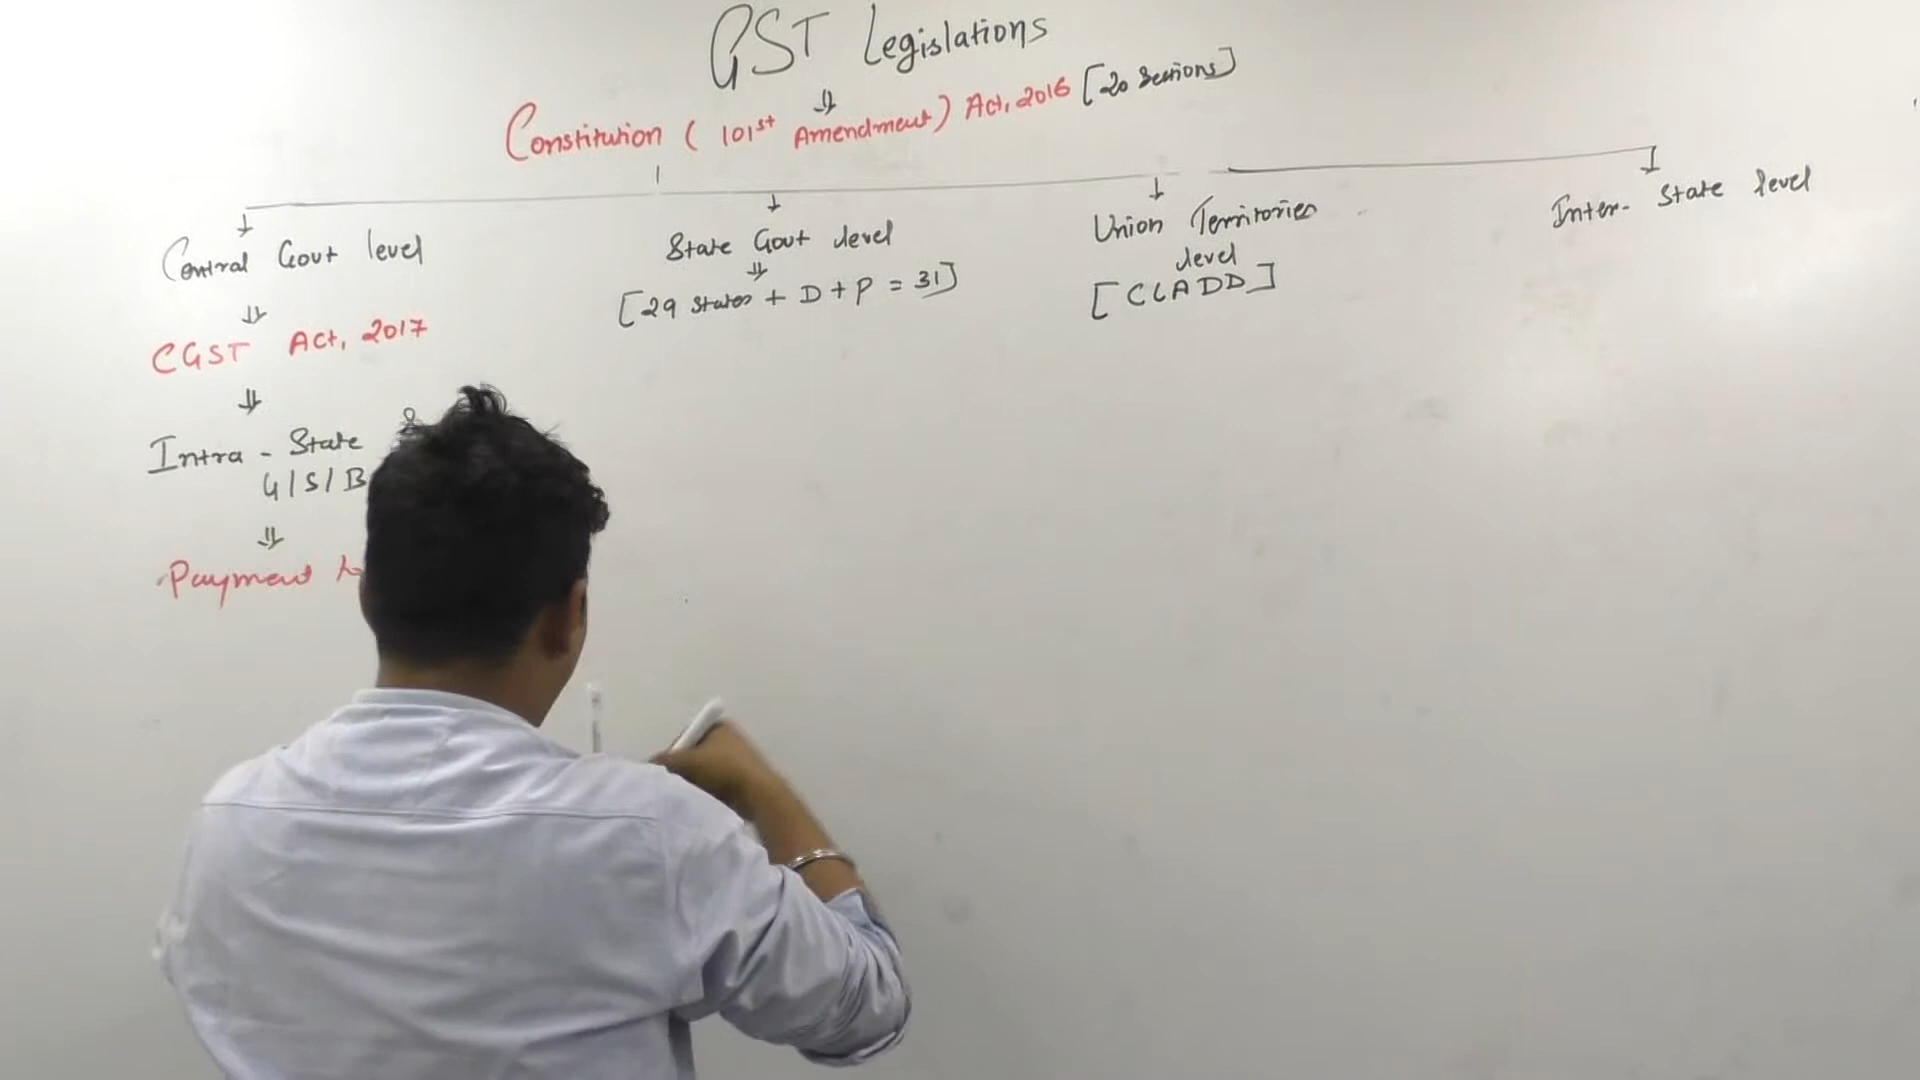 GST Legislations
Constitution ( 101st Amendment ) Act, 2016 [20 Sections]
Central Govt level
CGST Act, 2017
Intra - State &
G/S/B
Payment
State Govt level
[29 States + D + P = 31]
Union Territories
level
[CLADD]
Inter- State level